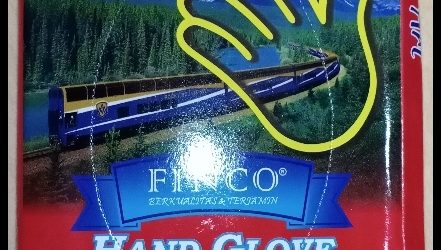 FINCO®
BERKUALITAS & TERJAMIN
HAND GLOVE